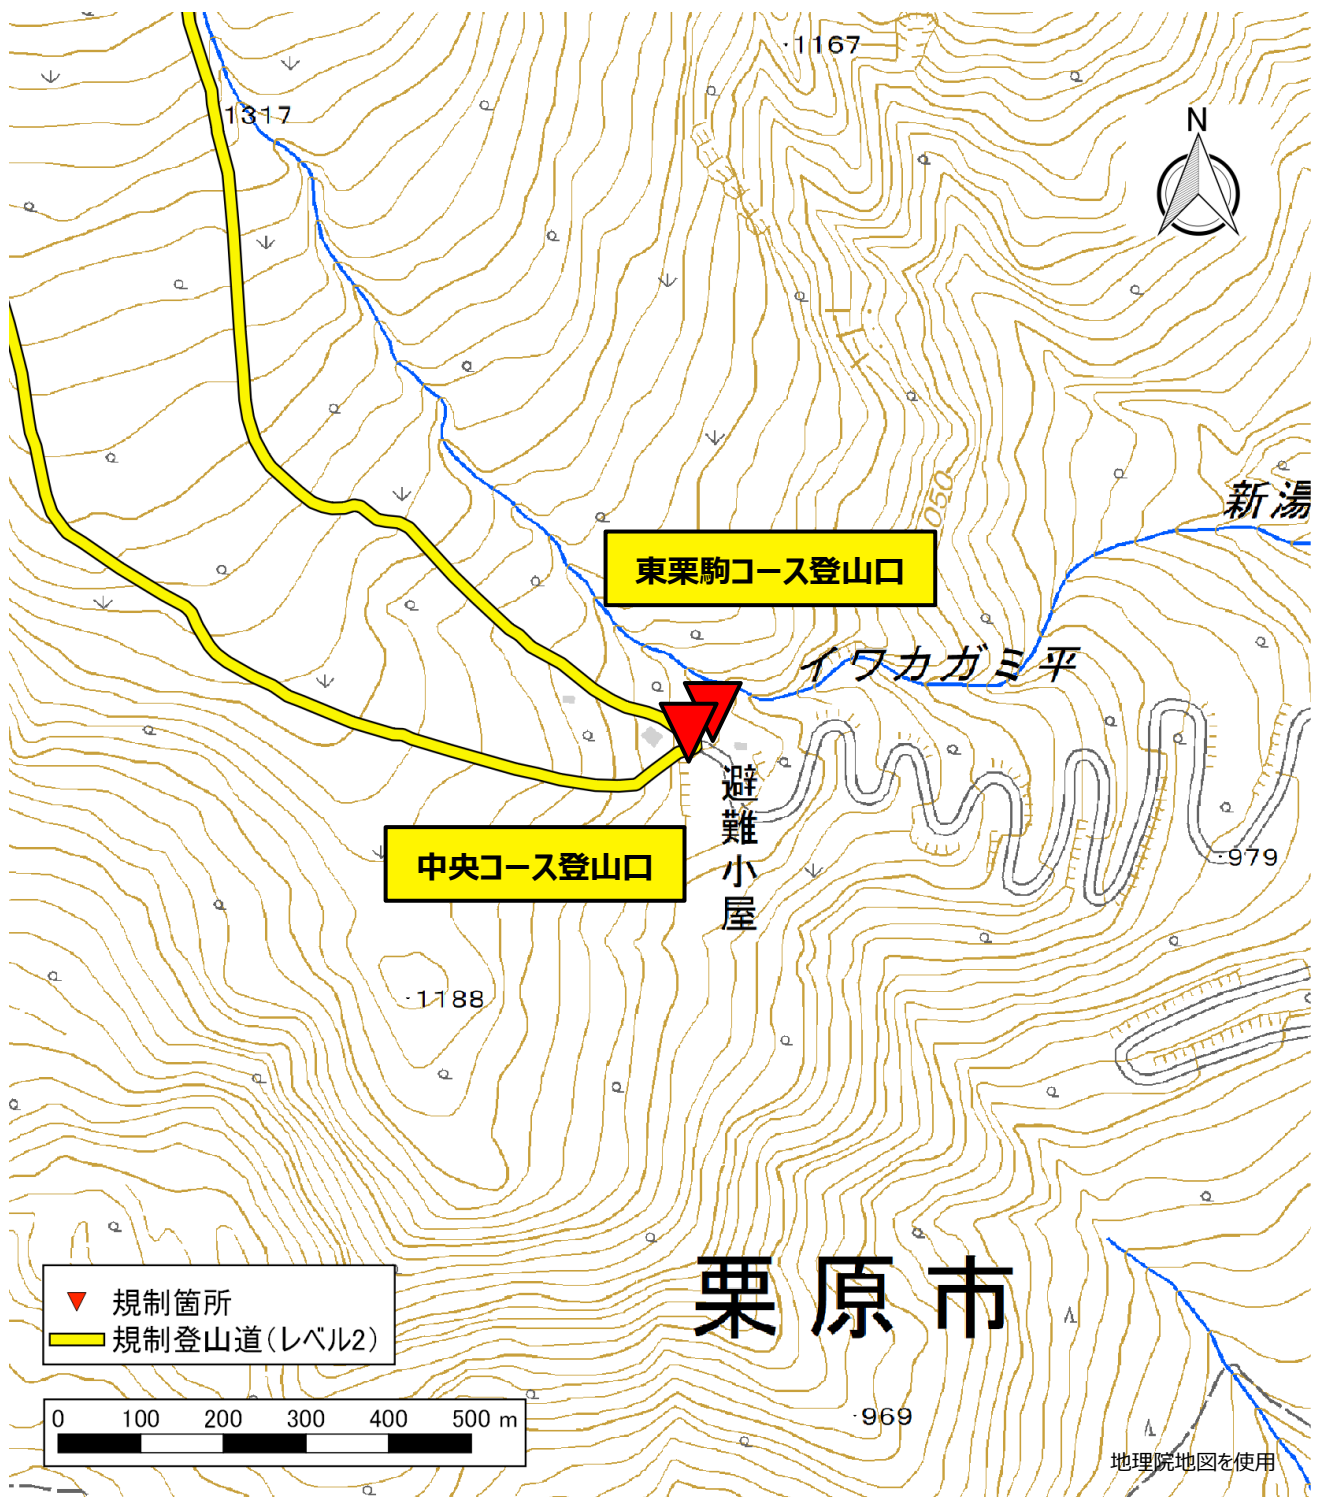 1167
N
1317
050
新湯
東栗駒コース登山口
イワカガミ平
避難小屋
979
中央コース登山口
1188
栗原市
規制箇所
規制登山道(レベル2)
0 100 200 300 400 500 m
969
地理院地図を使用